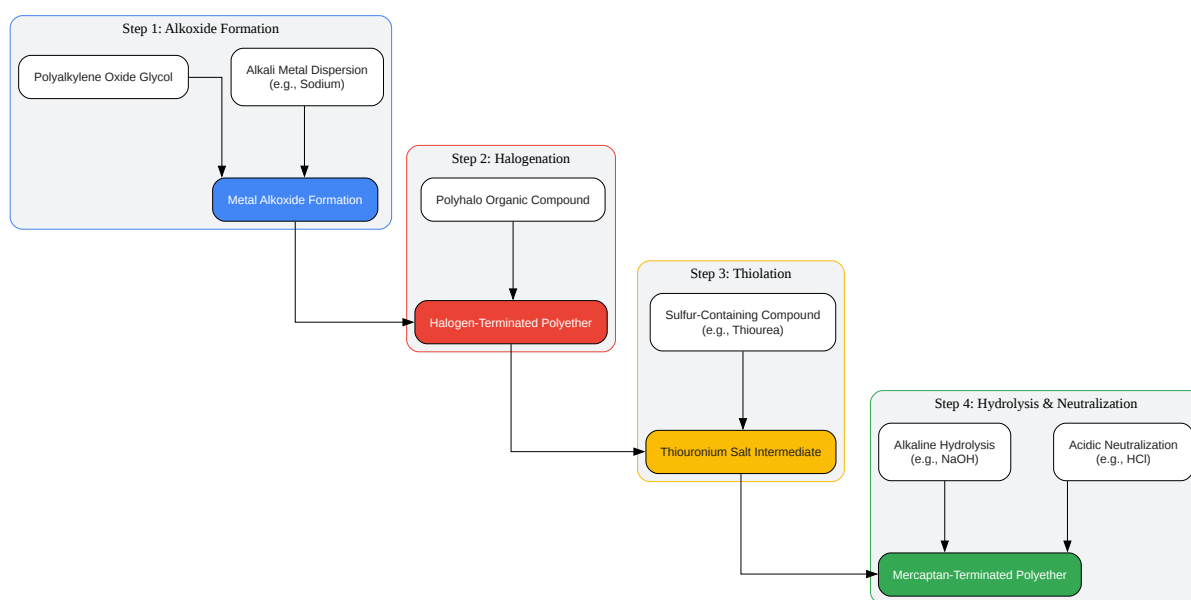 Step 1: Alkoxide Formation
Polyalkylene Oxide Glycol
Alkali Metal Dispersion
(e.g., Sodium)
Metal Alkoxide Formation
Step 2: Halogenation
Polyhalo Organic Compound
Halogen-Terminated Polyether
Step 3: Thiolation
Sulfur-Containing Compound
(e.g., Thiourea)
Thiouronium Salt Intermediate
Step 4: Hydrolysis & Neutralization
Alkaline Hydrolysis
(e.g., NaOH)
Acidic Neutralization
(e.g., HCl)
Mercaptan-Terminated Polyether